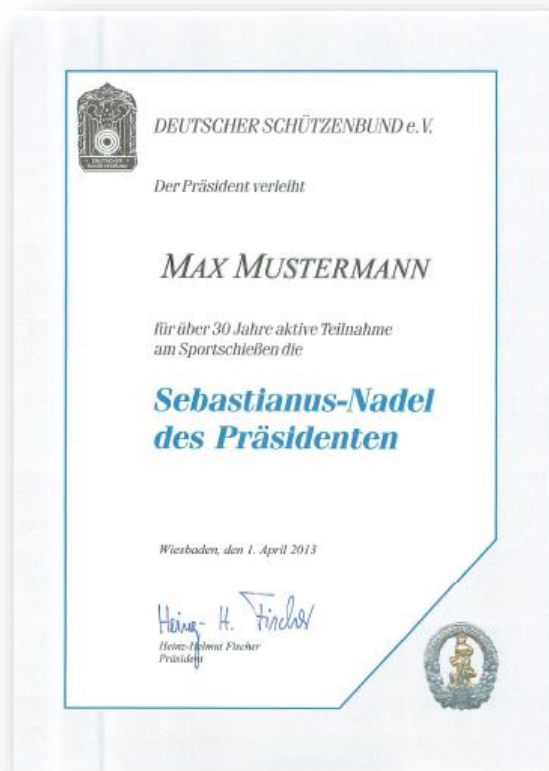 DEUTSCHER SCHÜTZENBUND e.V.
Der Präsident verleiht
MAX MUSTERMANN
für über 30 Jahre aktive Teilnahme
am Sportschießen die
Sebastianus-Nadel
des Präsidenten
Wiesbaden, den 1. April 2013
Heinz- H. Fischer
Heinz-Helmut Fischer
Präsident